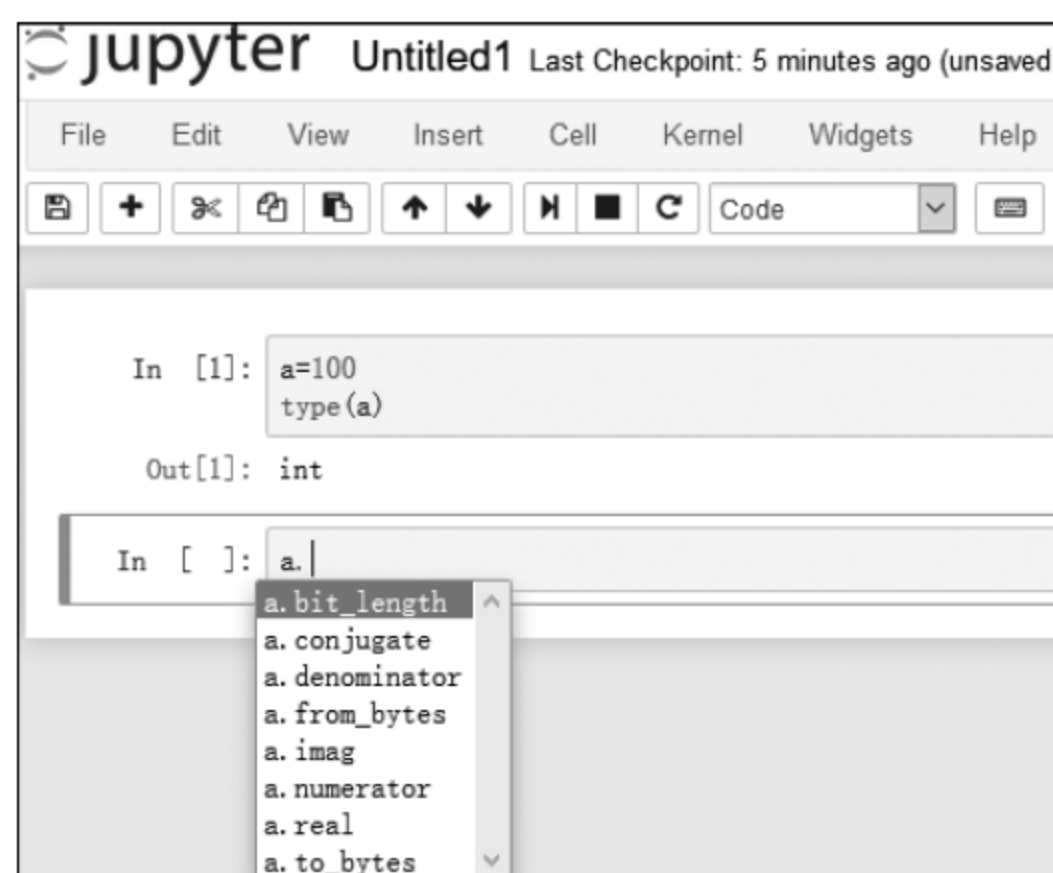 jupyter Untitled1 Last Checkpoint: 5 minutes ago (unsaved
File Edit View Insert Cell Kernel Widgets Help
Code
In [1]: a=100
type(a)
Out[1]: int
In [ ]: a.
a.bit_length
a.conjugate
a.denominator
a.from_bytes
a.imag
a.numerator
a.real
a.to_bytes